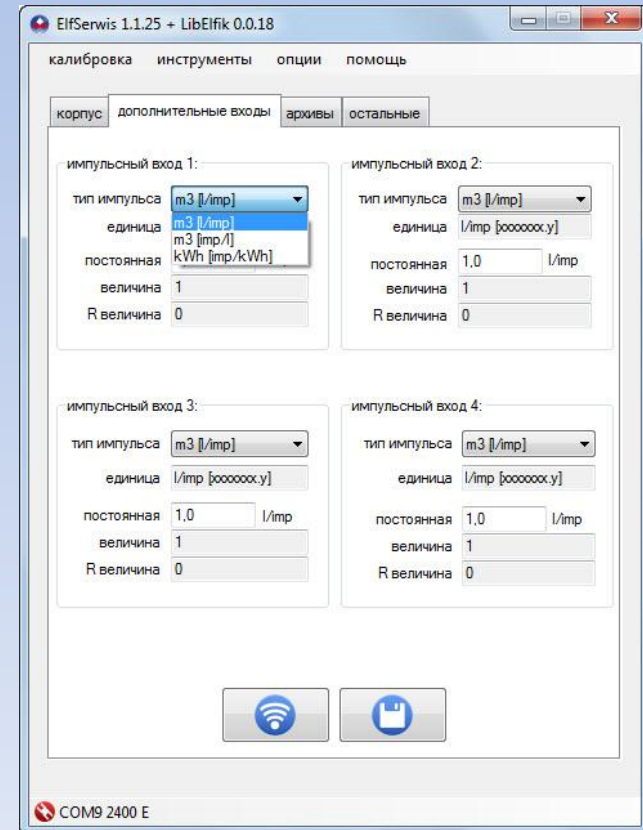 ElfSerwis 1.1.25 + LibElfik 0.0.18
калибровка инструменты опции помощь
корпус дополнительные входы архивы остальные
импульсный вход 1:
тип импульса m3 [l/imp]
m3 [l/imp]
m3 [imp/l]
kWh [imp/kWh]
единица
постоянная
величина 1
R величина 0
импульсный вход 2:
тип импульса m3 [l/imp]
единица l/imp [xxxxxxx.y]
постоянная 1,0 l/imp
величина 1
R величина 0
импульсный вход 3:
тип импульса m3 [l/imp]
единица l/imp [xxxxxxx.y]
постоянная 1,0 l/imp
величина 1
R величина 0
импульсный вход 4:
тип импульса m3 [l/imp]
единица l/imp [xxxxxxx.y]
постоянная 1,0 l/imp
величина 1
R величина 0
COM9 2400 E